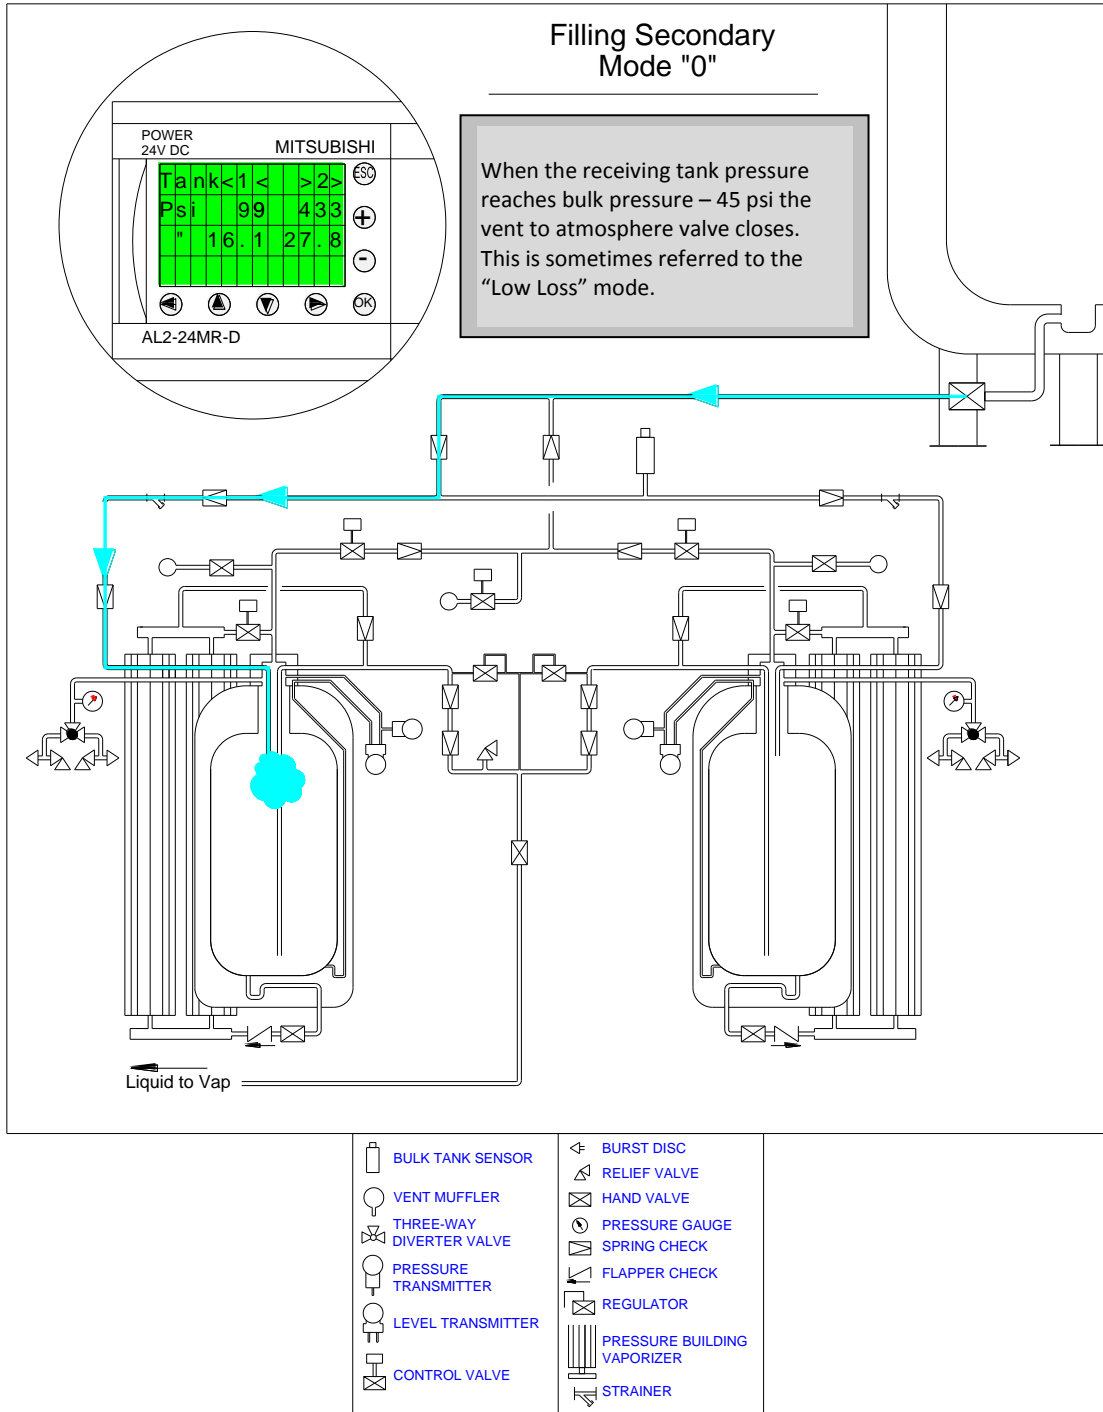 Filling Secondary
Mode "0"
POWER
24V DC
MITSUBISHI
Tank<1< >2>
Psi 99 433
" 16.1 27.8
ESC
+
-
OK
AL2-24MR-D
When the receiving tank pressure
reaches bulk pressure – 45 psi the
vent to atmosphere valve closes.
This is sometimes referred to the
“Low Loss” mode.
Liquid to Vap
BULK TANK SENSOR
VENT MUFFLER
THREE-WAY
DIVERTER VALVE
PRESSURE
TRANSMITTER
LEVEL TRANSMITTER
CONTROL VALVE
BURST DISC
RELIEF VALVE
HAND VALVE
PRESSURE GAUGE
SPRING CHECK
FLAPPER CHECK
REGULATOR
PRESSURE BUILDING
VAPORIZER
STRAINER